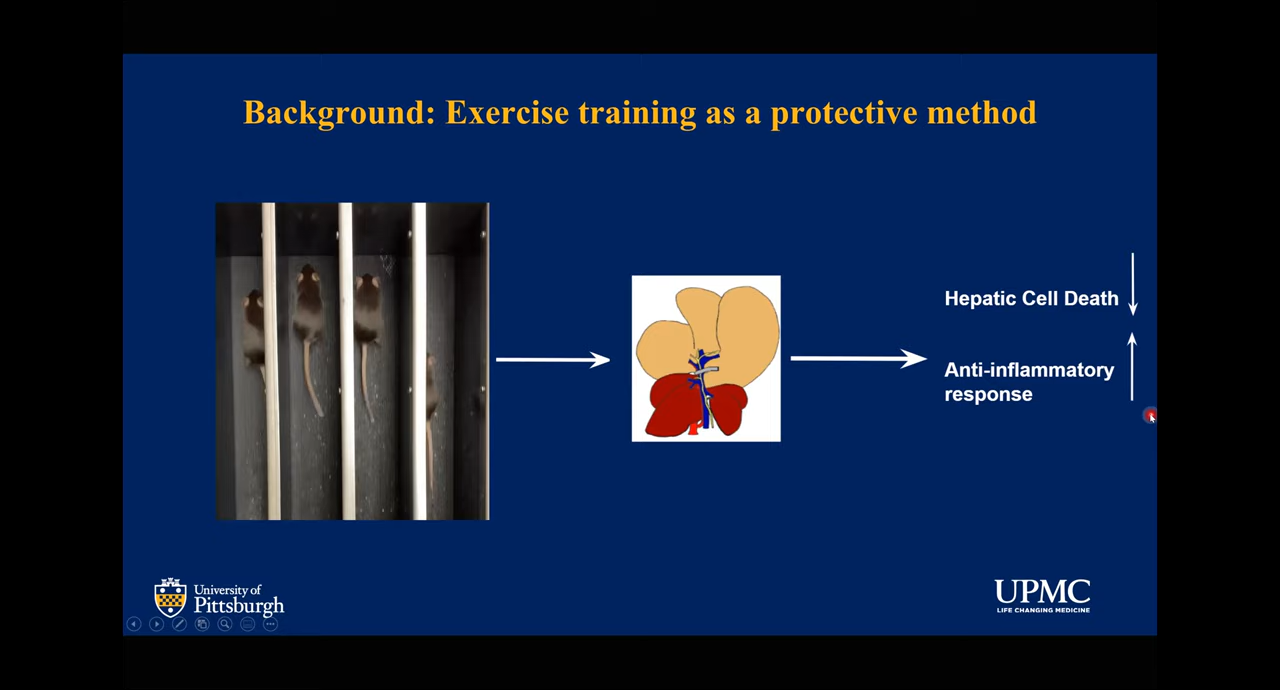 Background: Exercise training as a protective method
Hepatic Cell Death
Anti-inflammatory
response
University of
Pittsburgh
UPMC
LIFE CHANGING MEDICINE